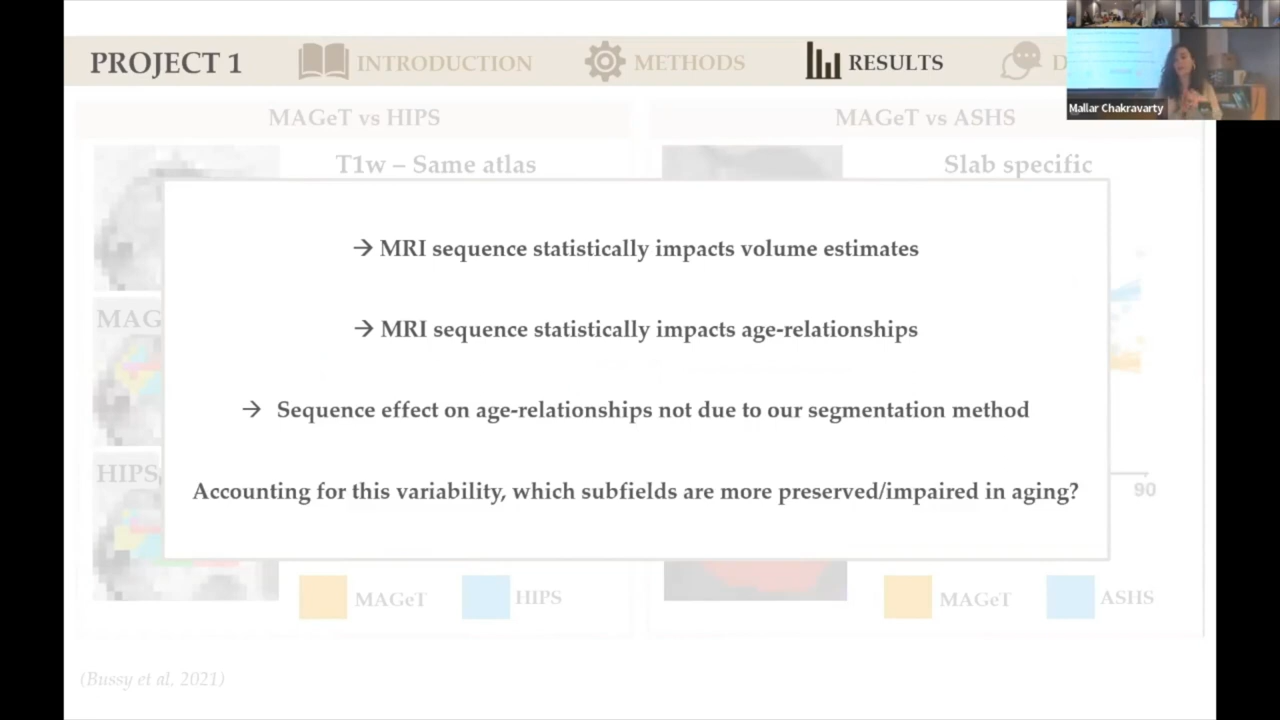 PROJECT 1
INTRODUCTION
METHODS
RESULTS
D
Mallar Chakravarty
MAGeT vs HIPS
MAGeT vs ASHS
T1w – Same atlas
Slab specific
→ MRI sequence statistically impacts volume estimates
MAG
→ MRI sequence statistically impacts age-relationships
→ Sequence effect on age-relationships not due to our segmentation method
HIPS
Accounting for this variability, which subfields are more preserved/impaired in aging?
90
MAGeT
HIPS
MAGeT
ASHS
(Bussy et al, 2021)